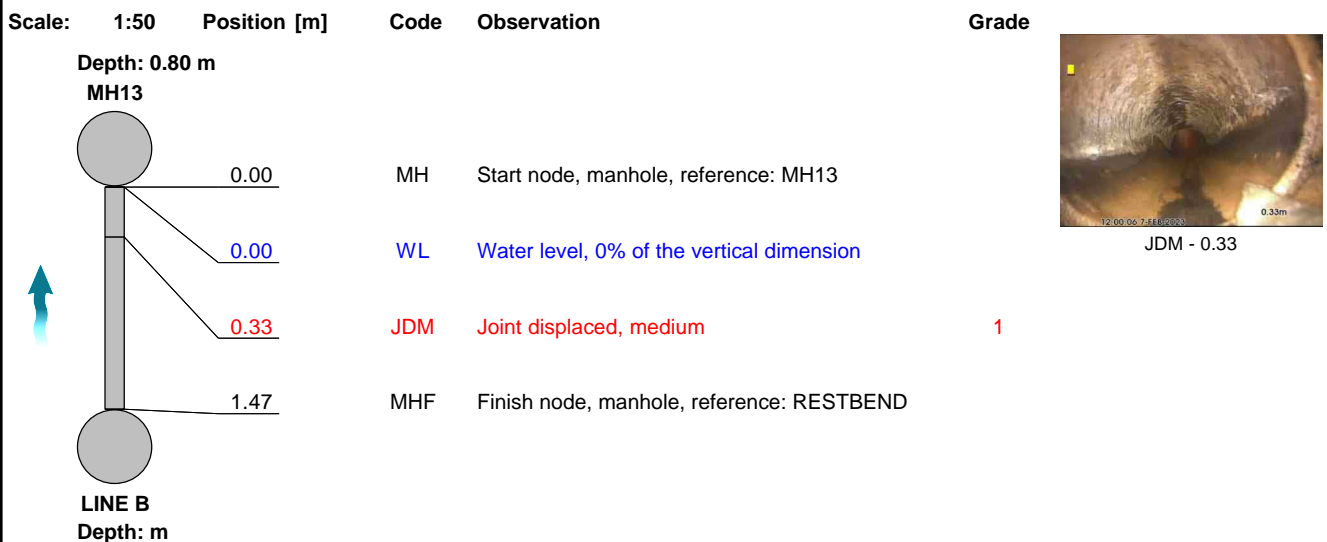 Scale: 1:50 Position [m] Code Observation Grade
Depth: 0.80 m
MH13
0.00 MH Start node, manhole, reference: MH13
0.00 WL Water level, 0% of the vertical dimension
0.33 JDM Joint displaced, medium 1
1.47 MHF Finish node, manhole, reference: RESTBEND
LINE B
Depth: m
0.33m
12:00:06 7-FEB-2023
JDM - 0.33